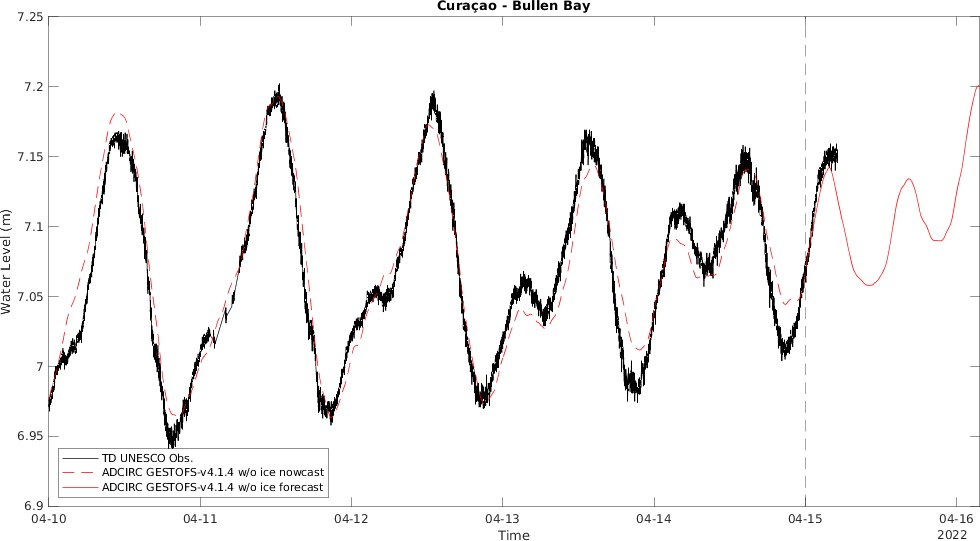 Curaçao - Bullen Bay
7.25
7.2
7.15
7.1
7.05
7
6.95
6.9
Water Level (m)
TD UNESCO Obs.
ADCIRC GESTOFS-v4.1.4 w/o ice nowcast
ADCIRC GESTOFS-v4.1.4 w/o ice forecast
04-10 04-11 04-12 04-13 04-14 04-15 04-16
Time
2022